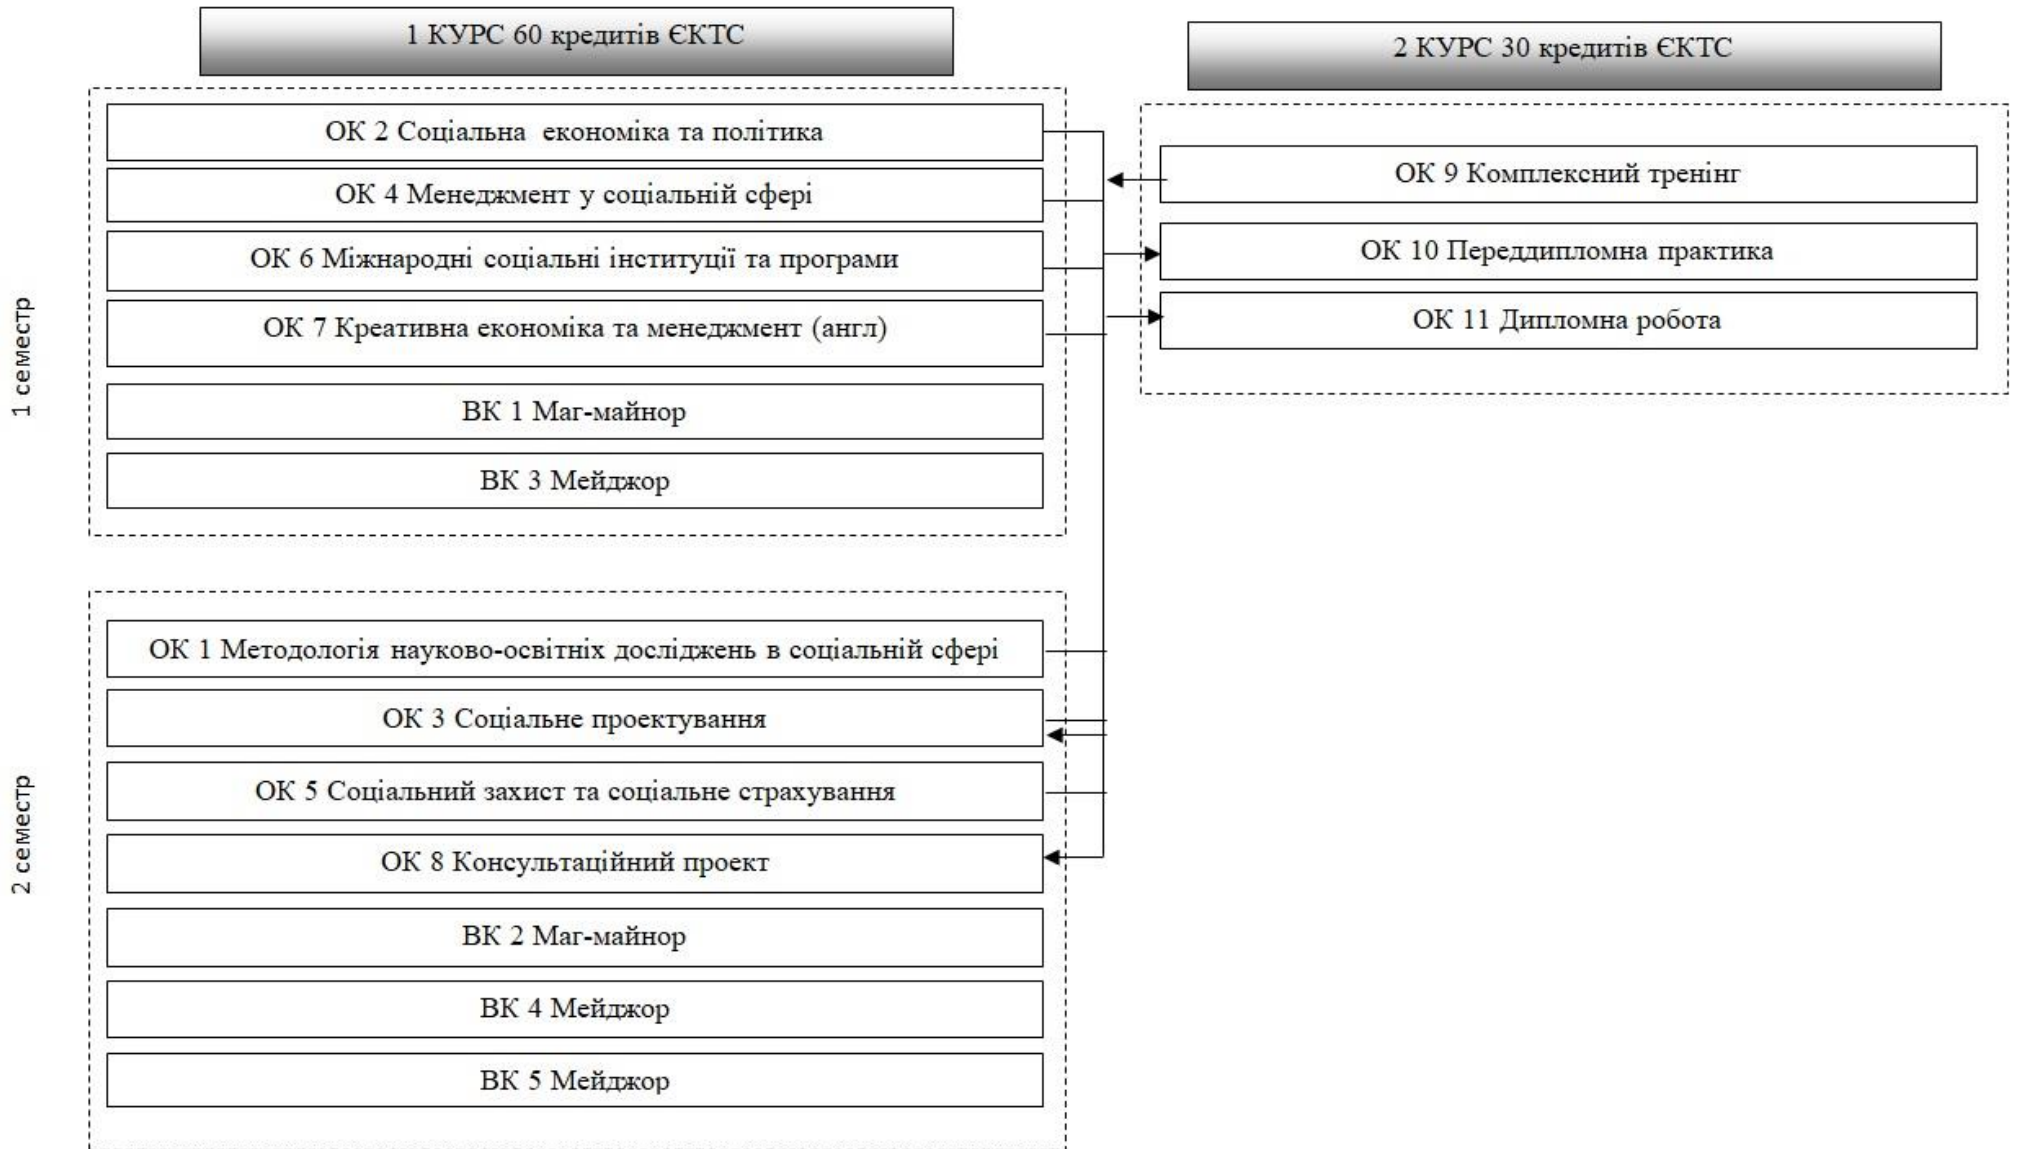 1 КУРС 60 кредитів ЄКТС
ОК 2 Соціальна економіка та політика
ОК 4 Менеджмент у соціальній сфері
ОК 6 Міжнародні соціальні інституції та програми
ОК 7 Креативна економіка та менеджмент (англ)
ВК 1 Маг-майнор
ВК 3 Мейджор
1 семестр
ОК 1 Методологія науково-освітніх досліджень в соціальній сфері
ОК 3 Соціальне проектування
ОК 5 Соціальний захист та соціальне страхування
ОК 8 Консультаційний проект
ВК 2 Маг-майнор
ВК 4 Мейджор
ВК 5 Мейджор
2 семестр
2 КУРС 30 кредитів ЄКТС
ОК 9 Комплексний тренінг
ОК 10 Переддипломна практика
ОК 11 Дипломна робота